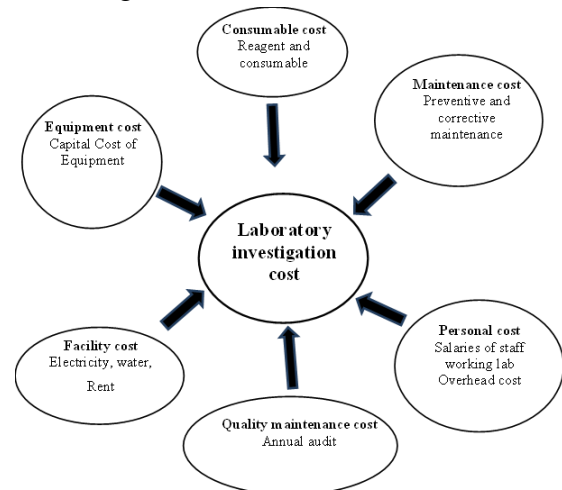 Consumable cost
Reagent and
consumable
Maintenance cost
Preventive and
corrective
maintenance
Equipment cost
Capital Cost of
Equipment
Laboratory
investigation
cost
Personal cost
Salaries of staff
working lab
Overhead cost
Facility cost
Electricity, water,
Rent
Quality maintenance cost
Annual audit